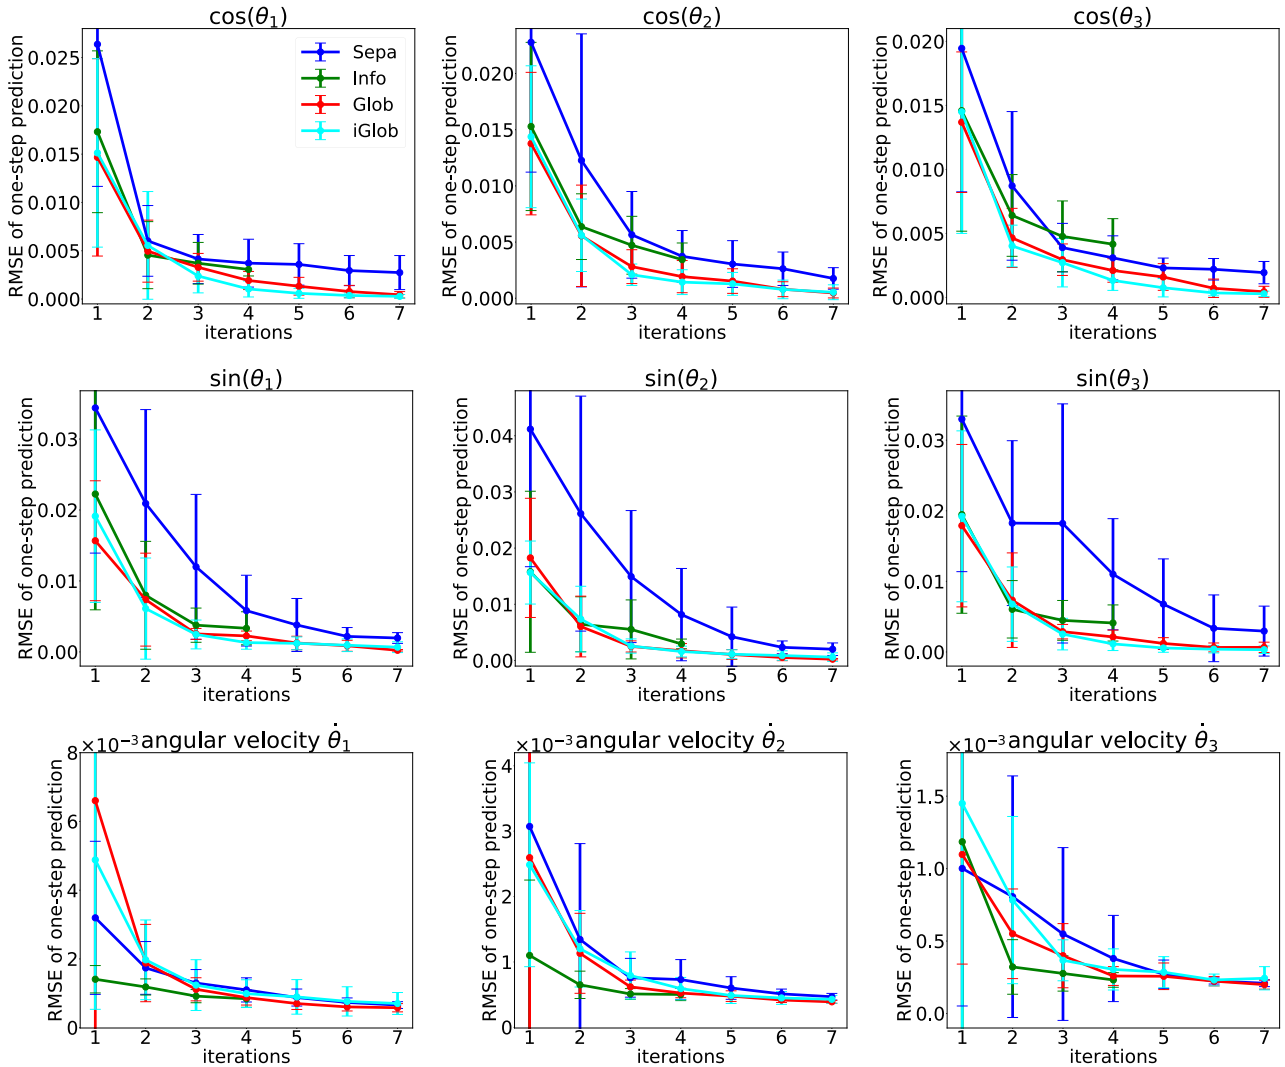 cos(θ₁)
RMSE of one-step prediction
0.025
0.020
0.015
0.010
0.005
0.000
1 2 3 4 5 6 7
iterations
Sepa
Info
Glob
iGlob
cos(θ₂)
RMSE of one-step prediction
0.020
0.015
0.010
0.005
0.000
1 2 3 4 5 6 7
iterations
cos(θ₃)
RMSE of one-step prediction
0.020
0.015
0.010
0.005
0.000
1 2 3 4 5 6 7
iterations
sin(θ₁)
RMSE of one-step prediction
0.03
0.02
0.01
0.00
1 2 3 4 5 6 7
iterations
sin(θ₂)
RMSE of one-step prediction
0.04
0.03
0.02
0.01
0.00
1 2 3 4 5 6 7
iterations
sin(θ₃)
RMSE of one-step prediction
0.03
0.02
0.01
0.00
1 2 3 4 5 6 7
iterations
×10⁻³ angular velocity θ̇₁
RMSE of one-step prediction
8
6
4
2
0
1 2 3 4 5 6 7
iterations
×10⁻³ angular velocity θ̇₂
RMSE of one-step prediction
4
3
2
1
0
1 2 3 4 5 6 7
iterations
×10⁻³ angular velocity θ̇₃
RMSE of one-step prediction
1.5
1.0
0.5
0.0
1 2 3 4 5 6 7
iterations